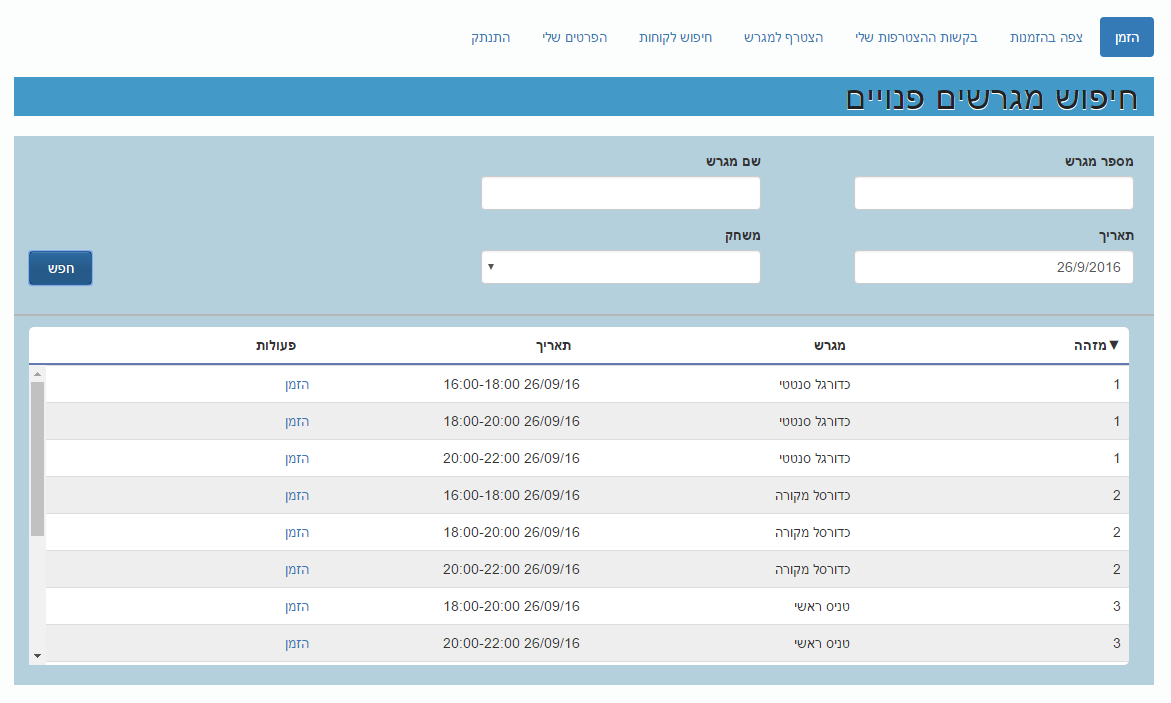 הזמן צפה בהזמנות בקשות ההצטרפות שלי הצטרף למגרש חיפוש לקוחות הפרטים שלי התנתק
חיפוש מגרשים פנויים
מספר מגרש שם מגרש
תאריך משחק
26/9/2016
חפש
▼מזהה מגרש תאריך פעולות
1 כדורגל סנטטי 16:00-18:00 26/09/16 הזמן
1 כדורגל סנטטי 18:00-20:00 26/09/16 הזמן
1 כדורגל סנטטי 20:00-22:00 26/09/16 הזמן
2 כדורסל מקורה 16:00-18:00 26/09/16 הזמן
2 כדורסל מקורה 18:00-20:00 26/09/16 הזמן
2 כדורסל מקורה 20:00-22:00 26/09/16 הזמן
3 טניס ראשי 18:00-20:00 26/09/16 הזמן
3 טניס ראשי 20:00-22:00 26/09/16 הזמן